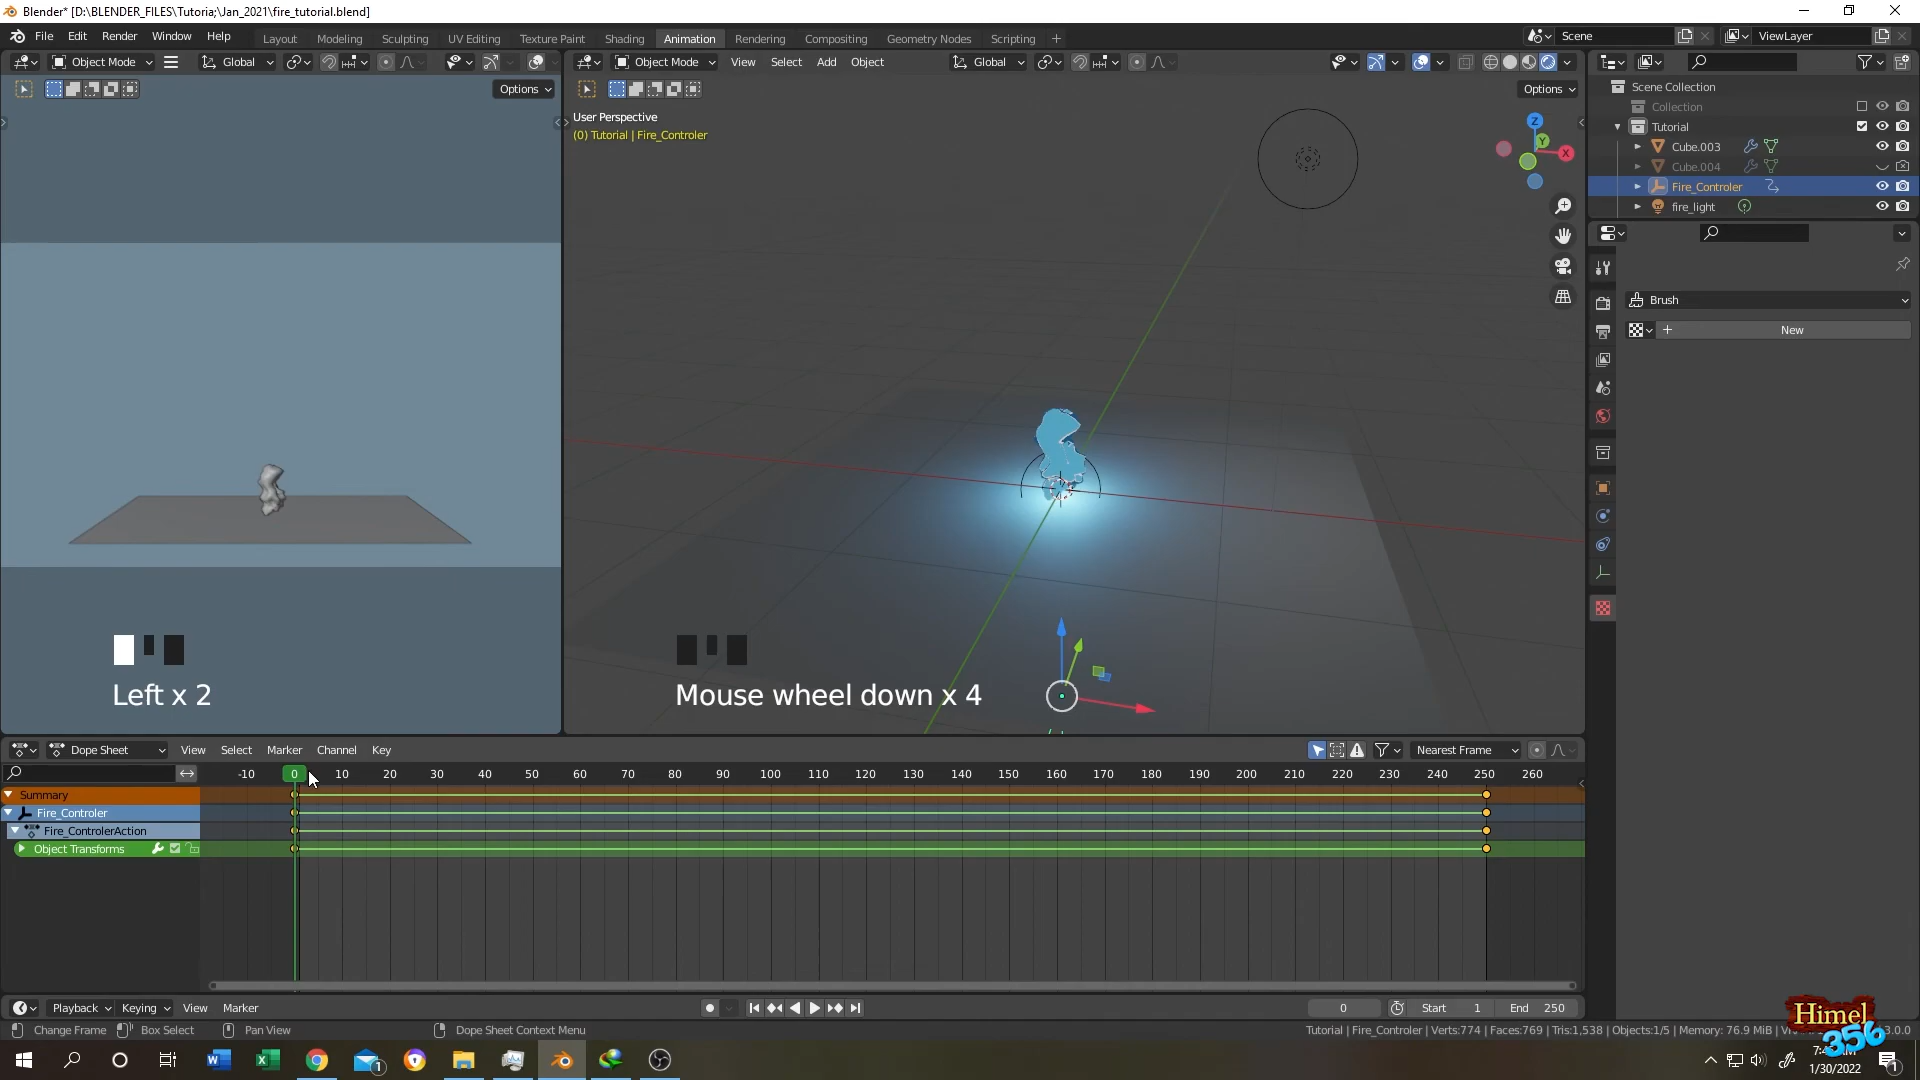 Blender* [D:\BLENDER_FILES\Tutoria;\Jan_2021\fire_tutorial.blend]
File Edit Render Window Help Layout Modeling Sculpting UV Editing Texture Paint Shading Animation Rendering Compositing Geometry Nodes Scripting + Scene ViewLayer
Object Mode Global Object Mode View Select Add Object Global
Options Options
Scene Collection
Collection
Tutorial
Cube.003
Cube.004
Fire_Controler
fire_light
User Perspective
(0) Tutorial | Fire_Controler
Z
Y
X
Brush
+ New
Left x 2
Mouse wheel down x 4
Dope Sheet View Select Marker Channel Key Nearest Frame
-10 0 10 20 30 40 50 60 70 80 90 100 110 120 130 140 150 160 170 180 190 200 210 220 230 240 250 260
Summary
Fire_Controler
Fire_ControlerAction
Object Transforms
Playback Keying View Marker 0 Start 1 End 250
Change Frame Box Select Pan View Dope Sheet Context Menu Tutorial | Fire_Controler | Verts:774 | Faces:769 | Tris:1,538 | Objects:1/5 | Memory: 76.9 MiB | 3.0.0
Himel
356
1/30/2022